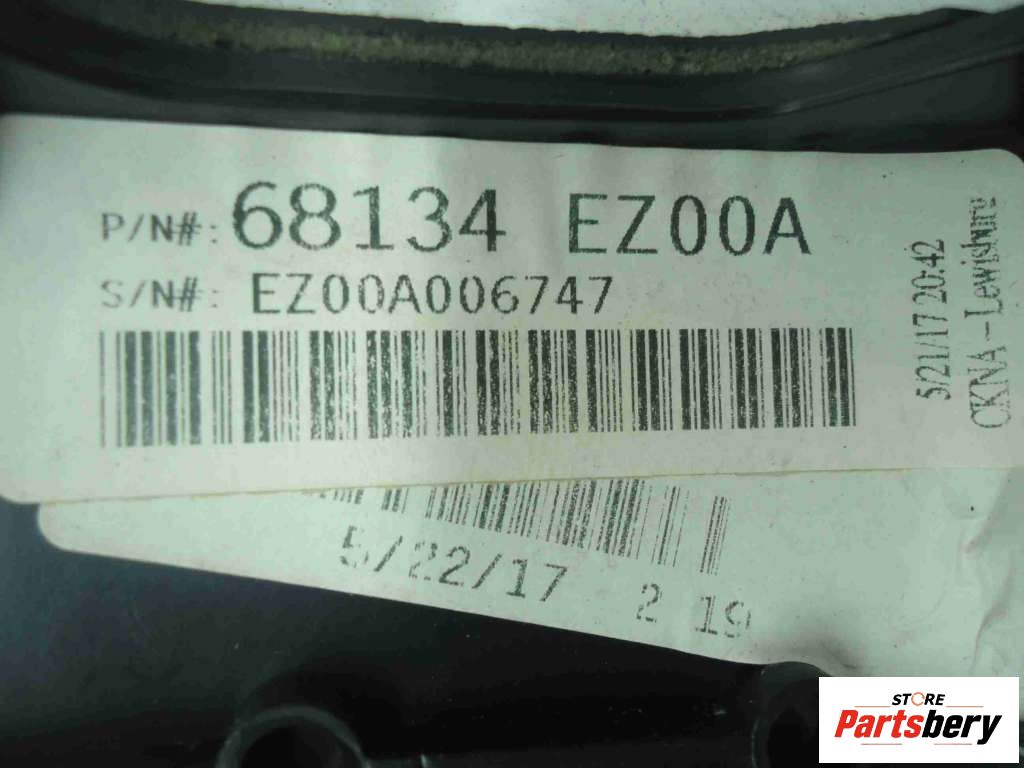 P/N#: 68134 EZ00A
S/N#: EZ00A006747
5/21/17 20:42
CKNA-Lewisburg
5/22/17 2 19
STORE
Partsbery